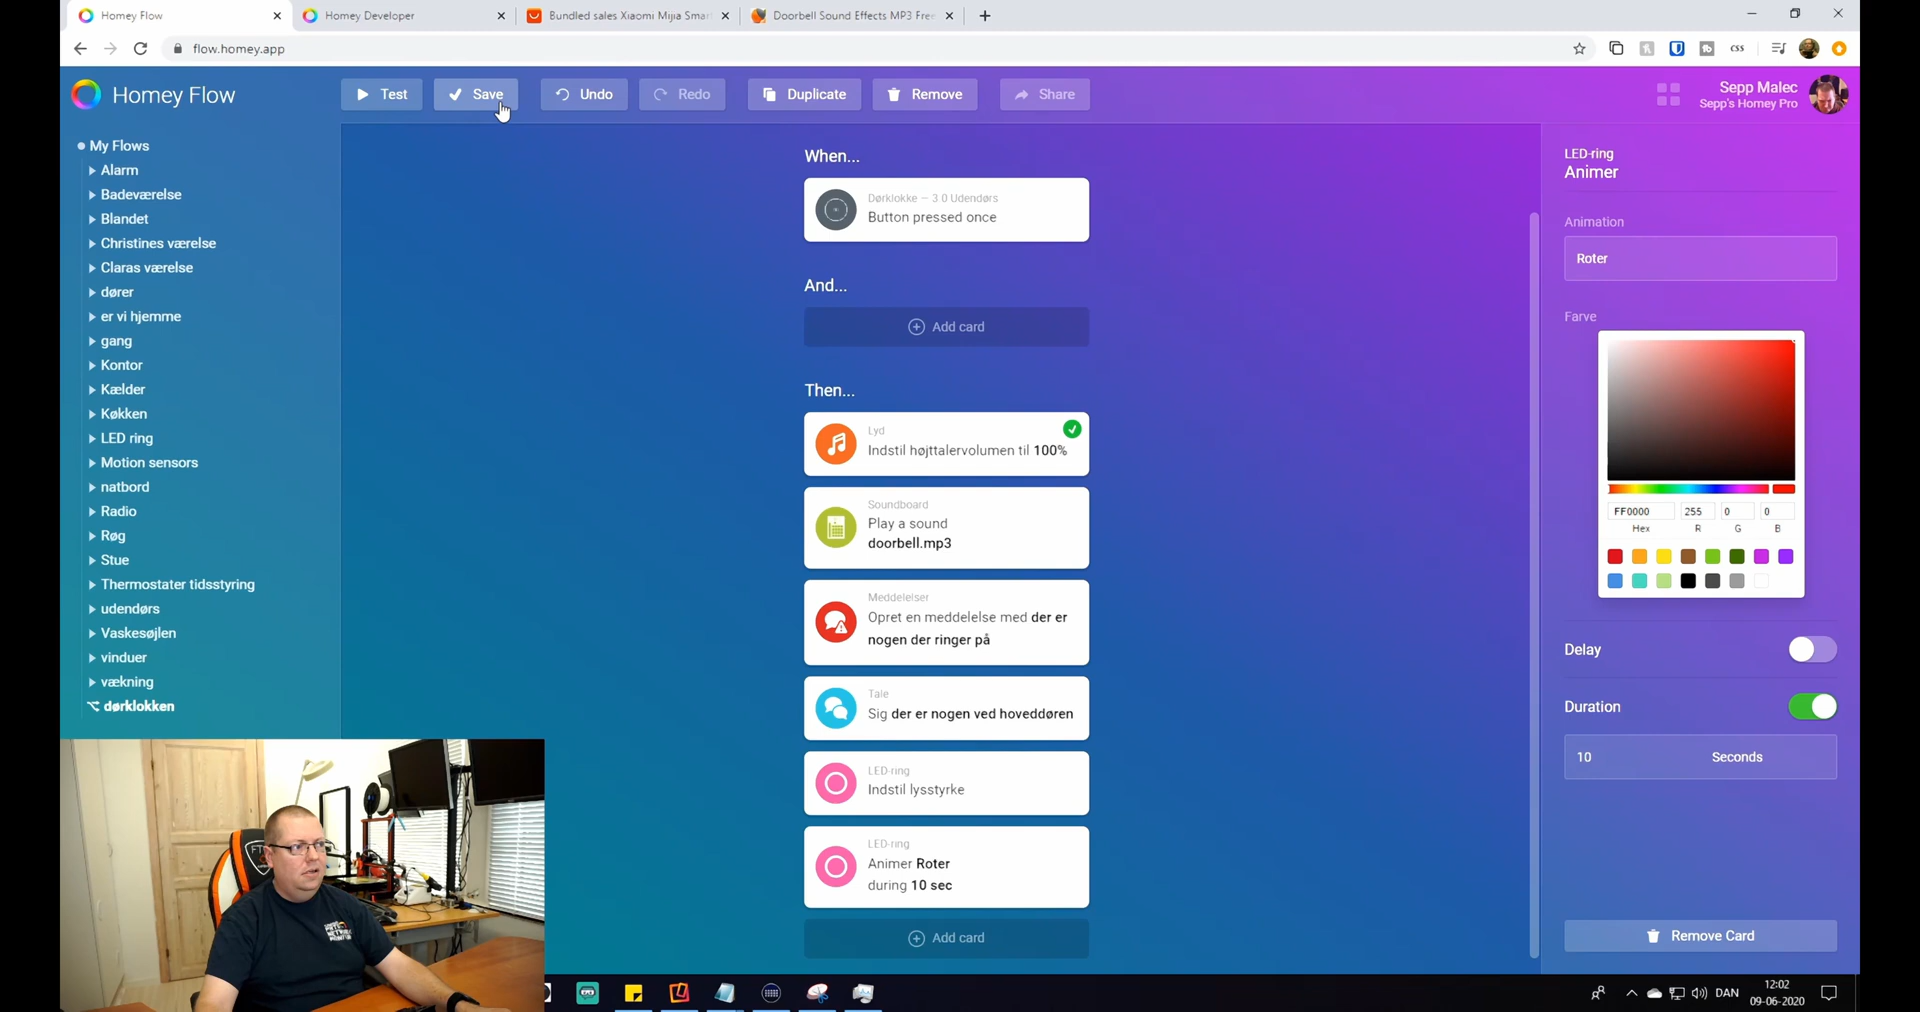 Homey Flow
Homey Developer
Bundled sales Xiaomi Mijia Smar
Doorbell Sound Effects MP3 Free
flow.homey.app
CSS
Homey Flow
Test
Save
Undo
Redo
Duplicate
Remove
Share
Sepp Malec
Sepp's Homey Pro
My Flows
Alarm
Badeværelse
Blandet
Christines værelse
Claras værelse
dører
er vi hjemme
gang
Kontor
Kælder
Køkken
LED ring
Motion sensors
natbord
Radio
Røg
Stue
Thermostater tidsstyring
udendørs
Vaskesøjlen
vinduer
vækning
dørklokken
When...
Dørklokke – 3 0 Udendørs
Button pressed once
And...
Add card
Then...
Lyd
Indstil højttalervolumen til 100%
Soundboard
Play a sound
doorbell.mp3
Meddelelser
Opret en meddelelse med der er
nogen der ringer på
Tale
Sig der er nogen ved hoveddøren
LED-ring
Indstil lysstyrke
LED-ring
Animer Roter
during 10 sec
Add card
LED-ring
Animer
Animation
Roter
Farve
FF0000 255 0 0
Hex R G B
Delay
Duration
10 Seconds
Remove Card
DAN
12:02
09-06-2020